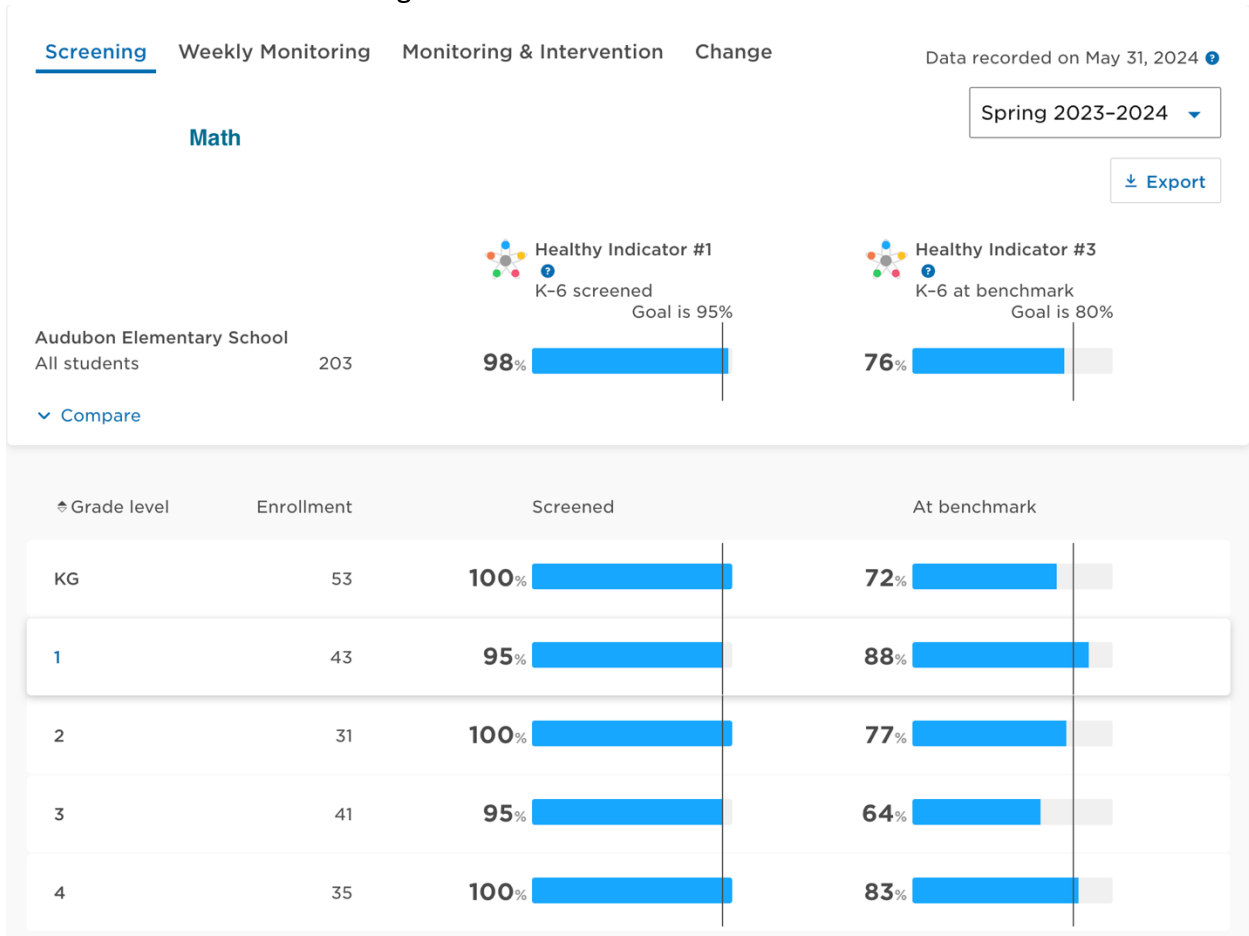 Screening Weekly Monitoring Monitoring & Intervention Change
Data recorded on May 31, 2024 ?
Spring 2023–2024
Math
Export
Healthy Indicator #1
?
K–6 screened
Goal is 95%
Healthy Indicator #3
?
K–6 at benchmark
Goal is 80%
Audubon Elementary School
All students 203 98% 76%
Compare
Grade level Enrollment Screened At benchmark
KG 53 100% 72%
1 43 95% 88%
2 31 100% 77%
3 41 95% 64%
4 35 100% 83%